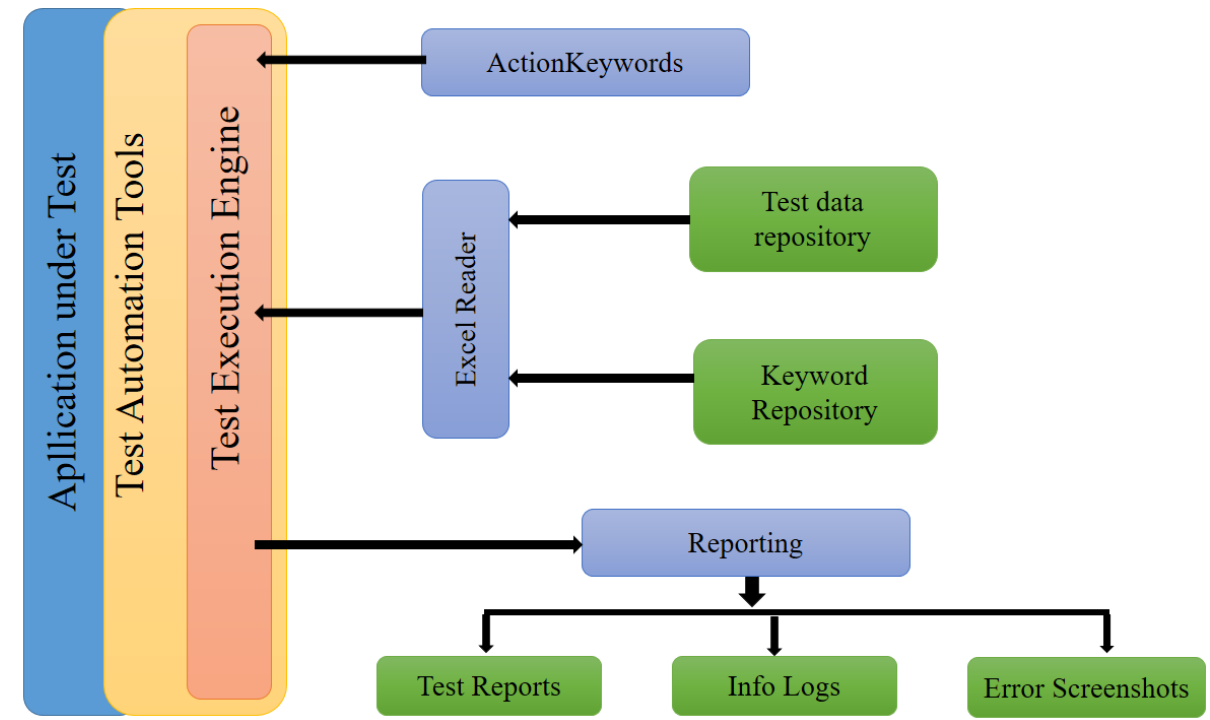 Apllication under Test
Test Automation Tools
Test Execution Engine
ActionKeywords
Excel Reader
Test data
repository
Keyword
Repository
Reporting
Test Reports
Info Logs
Error Screenshots